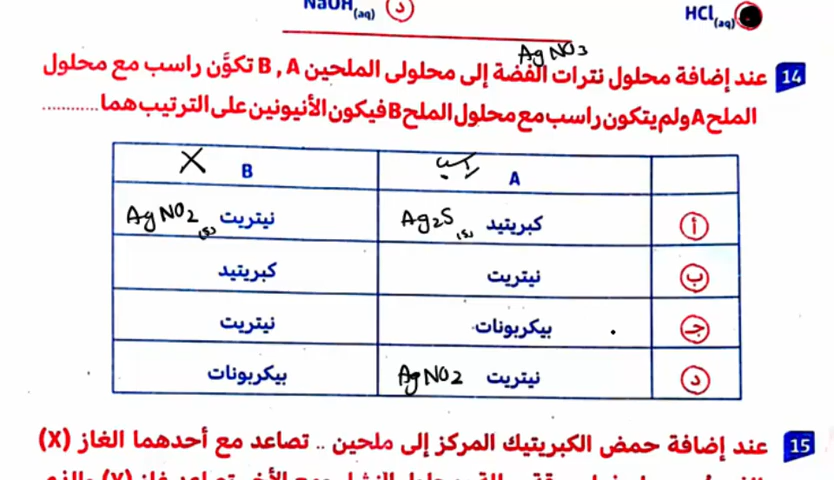 HCl(aq) د NaOH(aq)
AgNO3
14 عند إضافة محلول نترات الفضة إلى محلولى الملحين B , A تكوَّن راسب مع محلول
الملح A ولم يتكون راسب مع محلول الملح B فيكون الأنيونين على الترتيب هما ............
A راسب B X
أ كبريتيد Ag2S(s) نيتريت AgNO2(s)
ب نيتريت كبريتيد
جـ بيكربونات نيتريت
د نيتريت AgNO2 بيكربونات
15 عند إضافة حمض الكبريتيك المركز إلى ملحين .. تصاعد مع أحدهما الغاز (X)